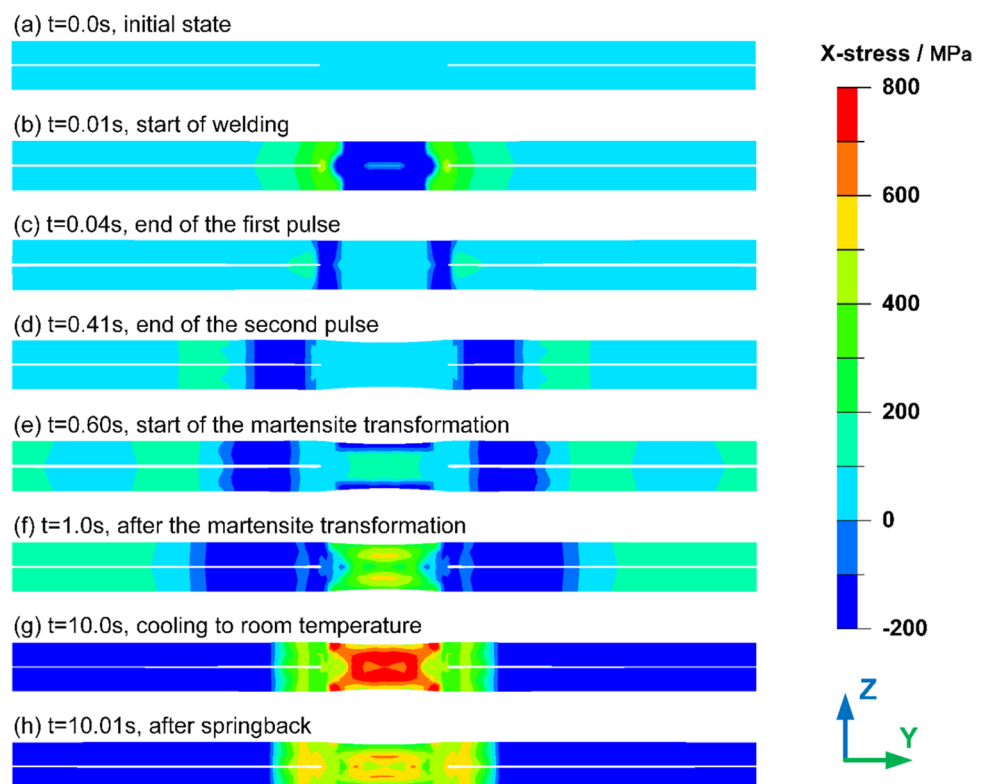 (a) t=0.0s, initial state
(b) t=0.01s, start of welding
(c) t=0.04s, end of the first pulse
(d) t=0.41s, end of the second pulse
(e) t=0.60s, start of the martensite transformation
(f) t=1.0s, after the martensite transformation
(g) t=10.0s, cooling to room temperature
(h) t=10.01s, after springback
X-stress / MPa
800
600
400
200
0
-200
Z
Y